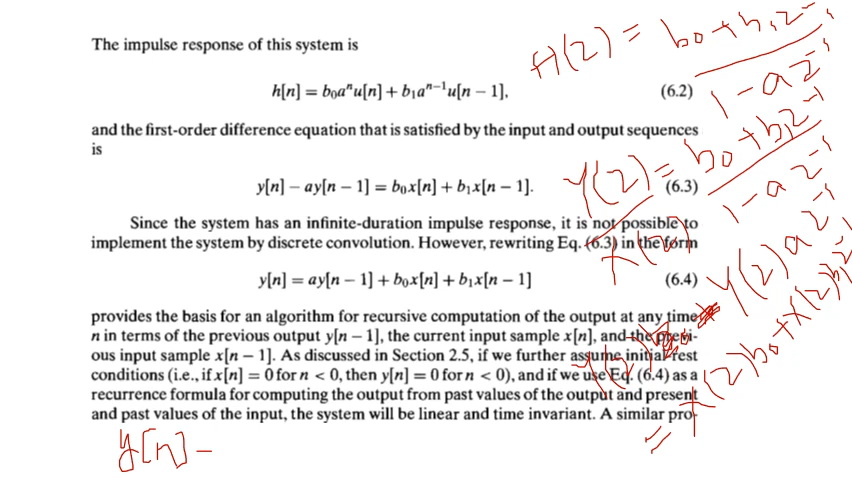 The impulse response of this system is
h[n] = b₀aⁿu[n] + b₁aⁿ⁻¹u[n − 1], (6.2)
and the first-order difference equation that is satisfied by the input and output sequences
is
y[n] − ay[n − 1] = b₀x[n] + b₁x[n − 1]. (6.3)
Since the system has an infinite-duration impulse response, it is not possible to
implement the system by discrete convolution. However, rewriting Eq. (6.3) in the form
y[n] = ay[n − 1] + b₀x[n] + b₁x[n − 1] (6.4)
provides the basis for an algorithm for recursive computation of the output at any time
n in terms of the previous output y[n − 1], the current input sample x[n], and the previ-
ous input sample x[n − 1]. As discussed in Section 2.5, if we further assume initial rest
conditions (i.e., if x[n] = 0 for n < 0, then y[n] = 0 for n < 0), and if we use Eq. (6.4) as a
recurrence formula for computing the output from past values of the output and present
and past values of the input, the system will be linear and time invariant. A similar pro-
H(z) = b₀ + b₁z⁻¹
1 − az⁻¹
Y(z) = b₀ + b₁z⁻¹
X(z) 1 − az⁻¹
Y(z) Y(z)az⁻¹
= X(z)b₀ + X(z)b₁z⁻¹
y[n] −